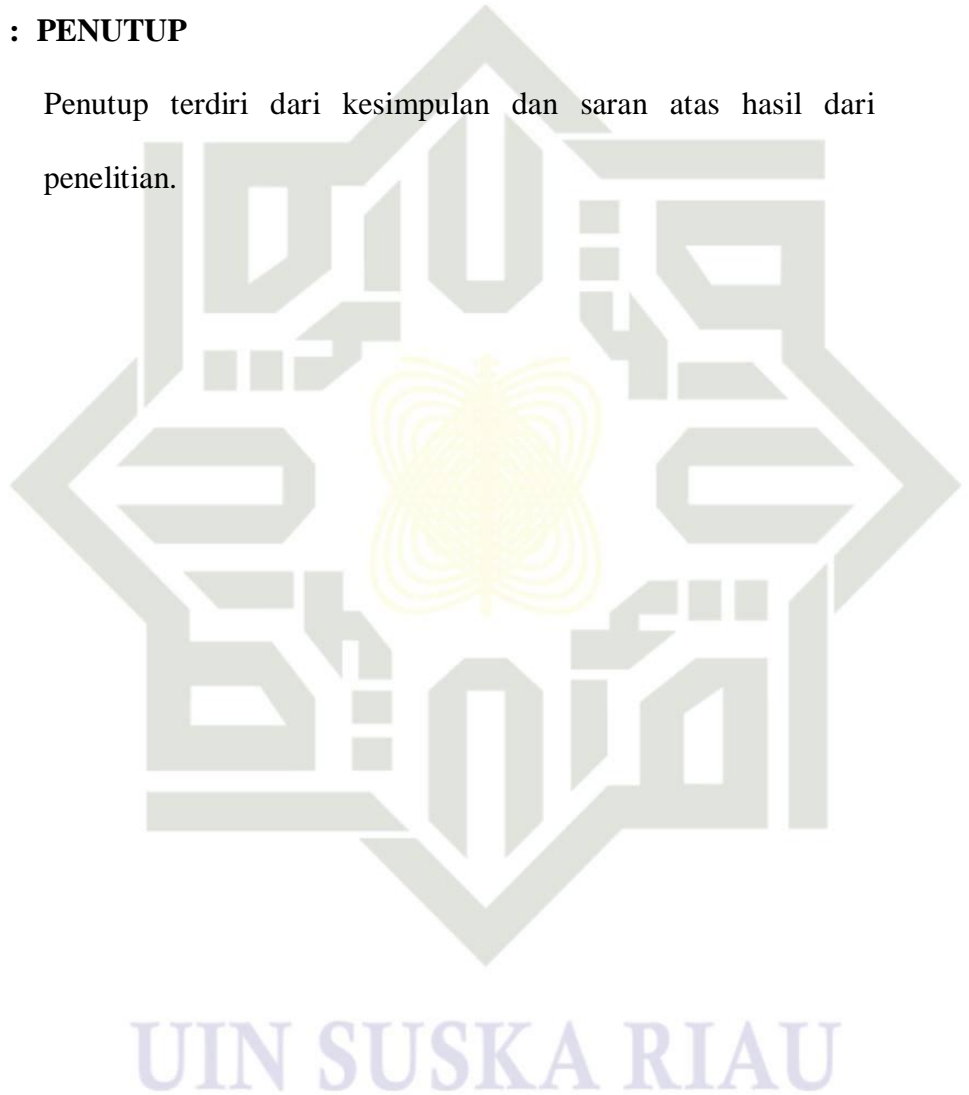 : PENUTUP
Penutup terdiri dari kesimpulan dan saran atas hasil dari
penelitian.
UIN SUSKA RIAU